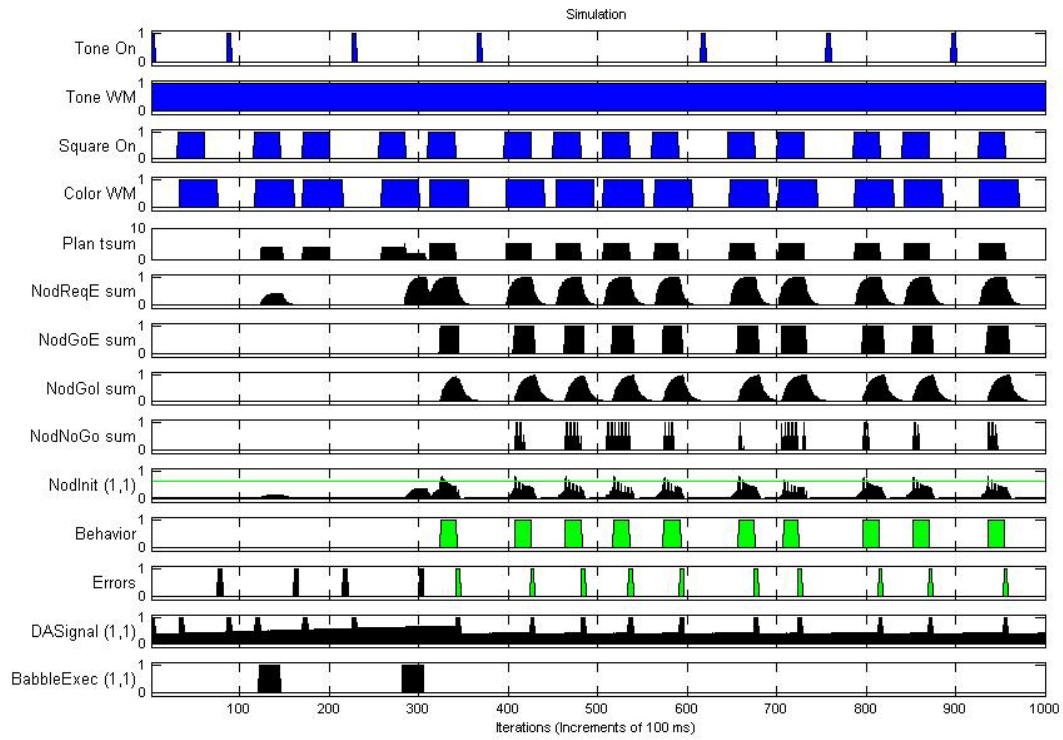 Simulation
Tone On 1 0
Tone WM 1 0
Square On 1 0
Color WM 1 0
Plan tsum 10 0
NodReqE sum 1 0
NodGoE sum 1 0
NodGoI sum 1 0
NodNoGo sum 1 0
NodInit (1,1) 1 0
Behavior 1 0
Errors 1 0
DASignal (1,1) 1 0
BabbleExec (1,1) 1 0
100 200 300 400 500 600 700 800 900 1000
Iterations (Increments of 100 ms)